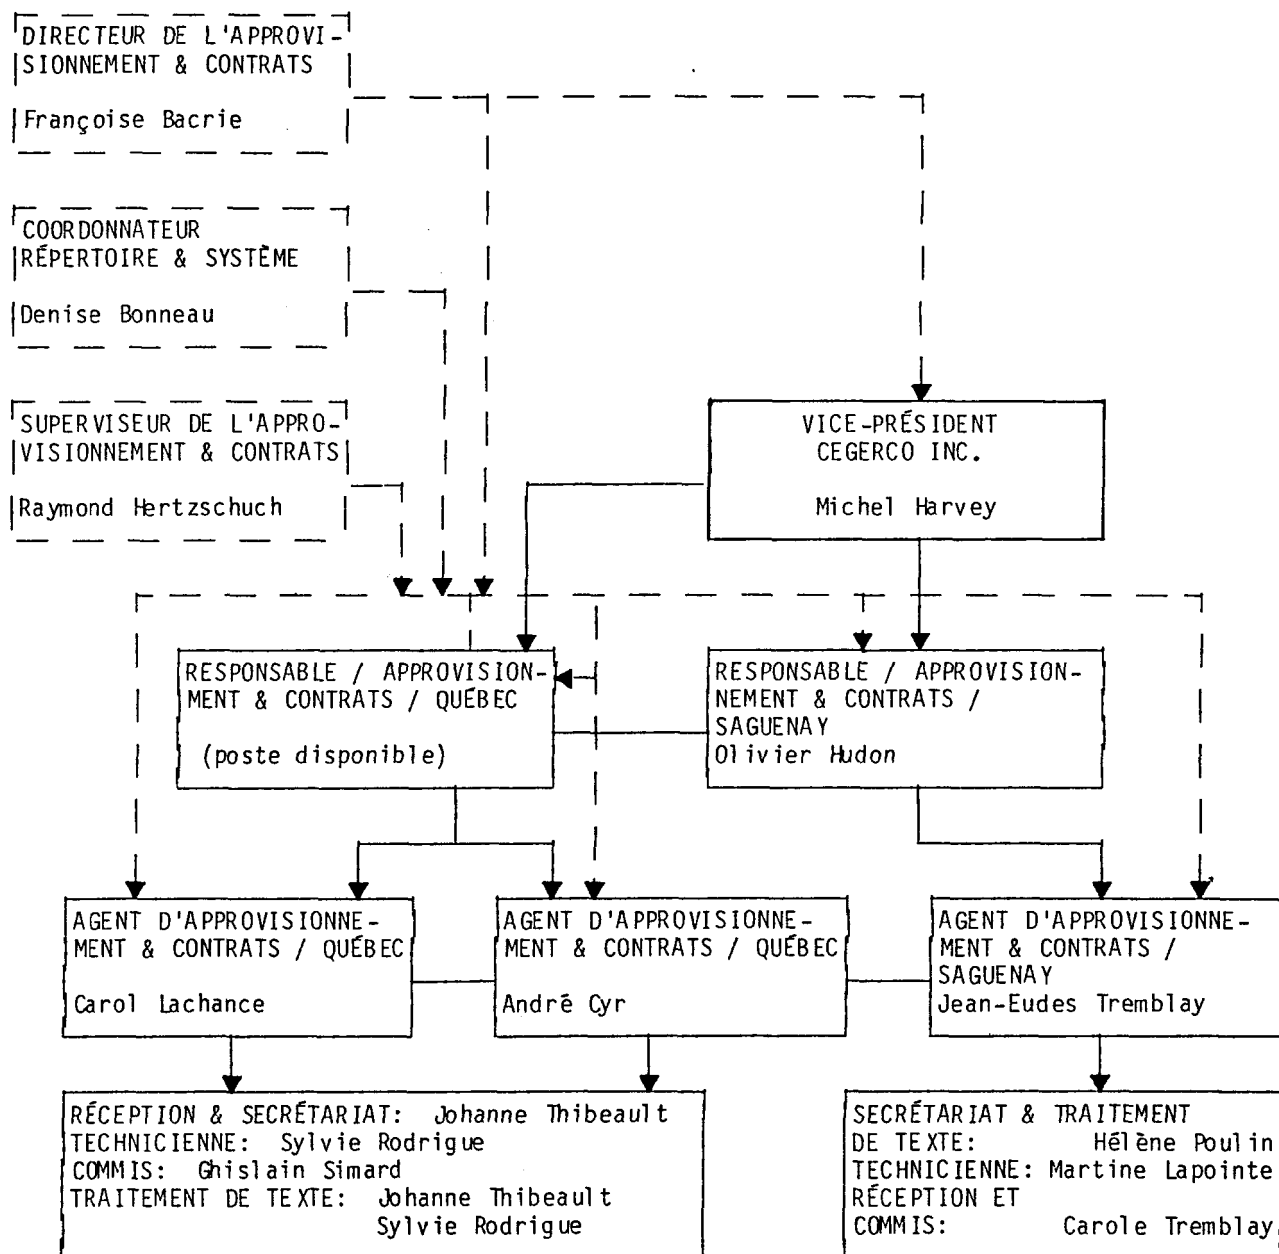 DIRECTEUR DE L'APPROVI-
SIONNEMENT & CONTRATS
Françoise Bacrie
COORDONNATEUR
RÉPERTOIRE & SYSTÈME
Denise Bonneau
SUPERVISEUR DE L'APPRO-
VISIONNEMENT & CONTRATS
Raymond Hertzschuch
VICE-PRÉSIDENT
CEGERCO INC.
Michel Harvey
RESPONSABLE / APPROVISION-
MENT & CONTRATS / QUÉBEC
(poste disponible)
RESPONSABLE / APPROVISION-
NEMENT & CONTRATS /
SAGUENAY
Olivier Hudon
AGENT D'APPROVISIONNE-
MENT & CONTRATS / QUÉBEC
Carol Lachance
AGENT D'APPROVISIONNE-
MENT & CONTRATS / QUÉBEC
André Cyr
AGENT D'APPROVISIONNE-
MENT & CONTRATS /
SAGUENAY
Jean-Eudes Tremblay
RÉCEPTION & SECRÉTARIAT: Johanne Thibeault
TECHNICIENNE: Sylvie Rodrigue
COMMIS: Ghislain Simard
TRAITEMENT DE TEXTE: Johanne Thibeault
Sylvie Rodrigue
SECRÉTARIAT & TRAITEMENT
DE TEXTE: Hélène Poulin
TECHNICIENNE: Martine Lapointe
RÉCEPTION ET
COMMIS: Carole Tremblay